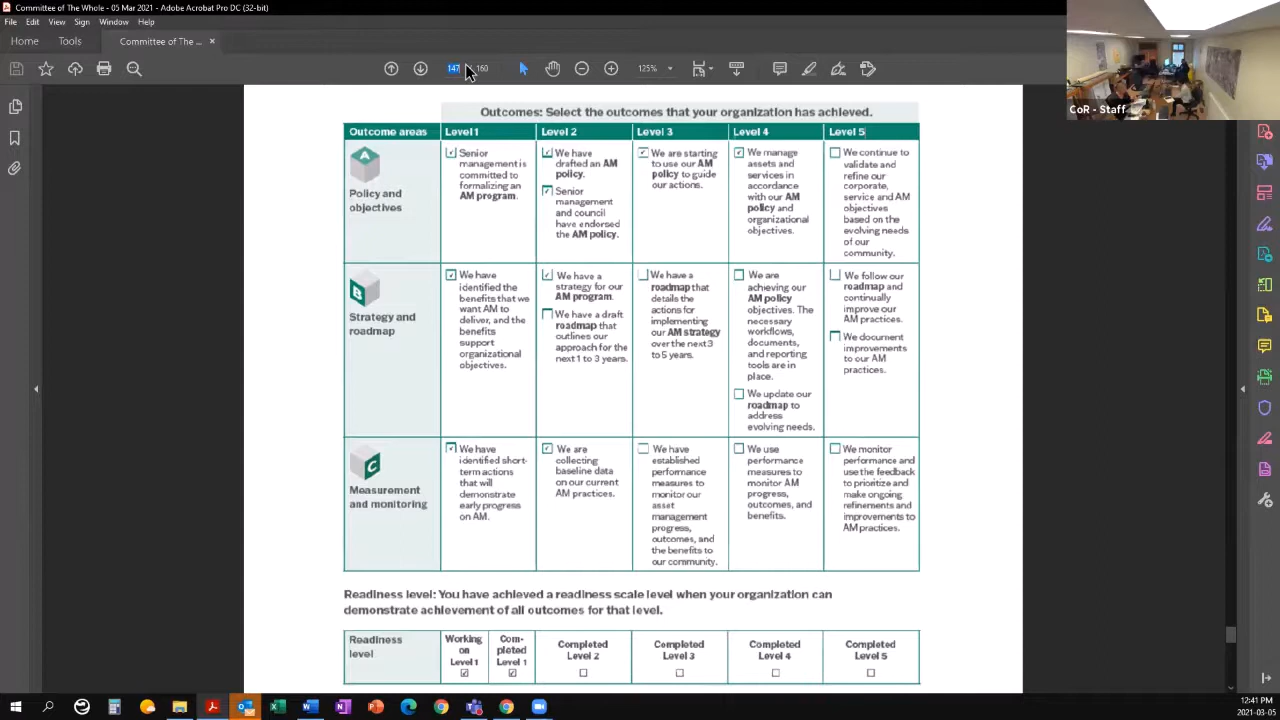 Committee of The Whole - 05 Mar 2021 - Adobe Acrobat Pro DC (32-bit)
File Edit View Sign Window Help
Home Tools Committee of The ... ×
147 160 125%
CoR - Staff
Outcomes: Select the outcomes that your organization has achieved.
Outcome areas Level 1 Level 2 Level 3 Level 4 Level 5
A
Policy and
objectives
Senior
management is
committed to
formalizing an
AM program.
We have
drafted an AM
policy.
Senior
management
and council
have endorsed
the AM policy.
We are starting
to use our AM
policy to guide
our actions.
We manage
assets and
services in
accordance
with our AM
policy and
organizational
objectives.
We continue to
validate and
refine our
corporate,
service and AM
objectives
based on the
evolving needs
of our
community.
B
Strategy and
roadmap
We have
identified the
benefits that we
want AM to
deliver, and the
benefits
support
organizational
objectives.
We have a
strategy for our
AM program.
We have a draft
roadmap that
outlines our
approach for the
next 1 to 3 years.
We have a
roadmap that
details the
actions for
implementing
our AM strategy
over the next 3
to 5 years.
We are
achieving our
AM policy
objectives. The
necessary
workflows,
documents,
and reporting
tools are in
place.
We update our
roadmap to
address
evolving needs.
We follow our
roadmap and
continually
improve our
AM practices.
We document
improvements
to our AM
practices.
C
Measurement
and monitoring
We have
identified short-
term actions
that will
demonstrate
early progress
on AM.
We are
collecting
baseline data
on our current
AM practices.
We have
established
performance
measures to
monitor our
asset
management
progress,
outcomes, and
the benefits to
our community.
We use
performance
measures to
monitor AM
progress,
outcomes, and
benefits.
We monitor
performance and
use the feedback
to prioritize and
make ongoing
refinements and
improvements to
AM practices.
Readiness level: You have achieved a readiness scale level when your organization can
demonstrate achievement of all outcomes for that level.
Readiness
level
Working
on
Level 1
Com-
pleted
Level 1
Completed
Level 2
Completed
Level 3
Completed
Level 4
Completed
Level 5
12:41 PM
2021-03-05